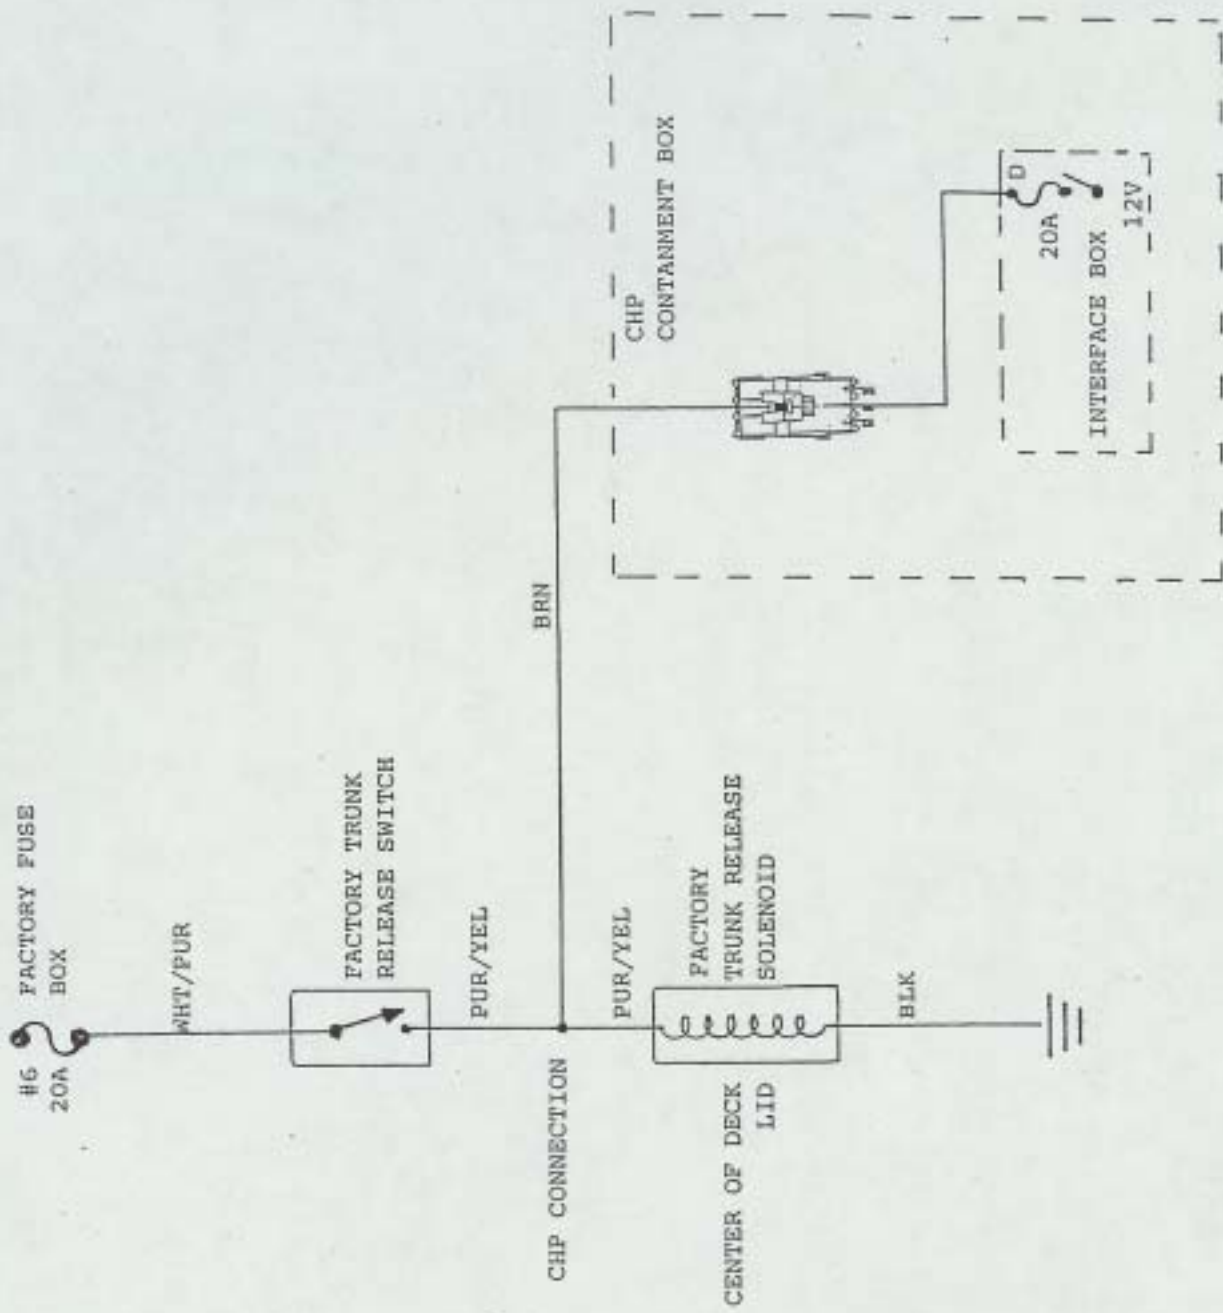 #6
20A
FACTORY FUSE
BOX
WHT/PUR
FACTORY TRUNK
RELEASE SWITCH
PUR/YEL
CHP CONNECTION
BRN
PUR/YEL
FACTORY
TRUNK RELEASE
SOLENOID
CENTER OF DECK
LID
BLK
CHP
CONTANMENT BOX
D
20A
INTERFACE BOX
12V